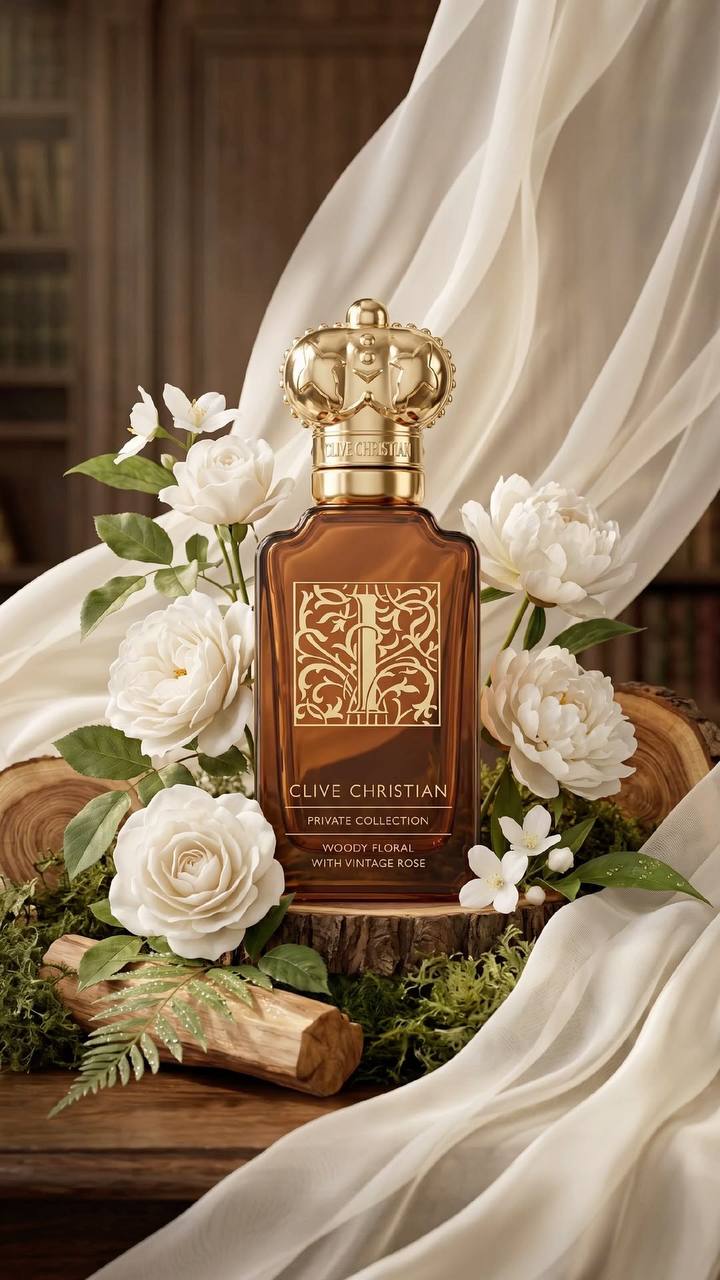 CLIVE CHRISTIAN
I
CLIVE CHRISTIAN
PRIVATE COLLECTION
WOODY FLORAL
WITH VINTAGE ROSE